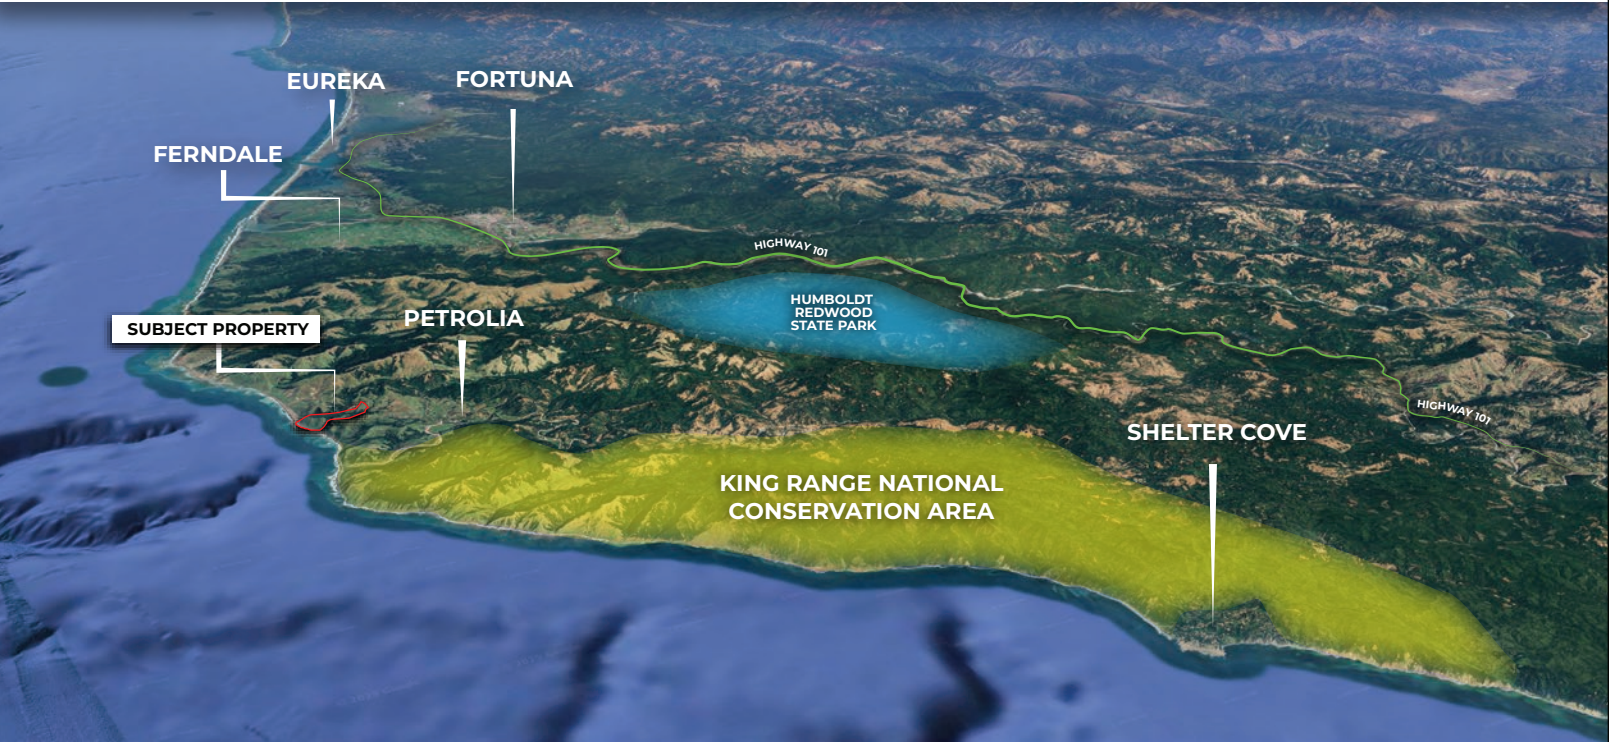 EUREKA
FORTUNA
FERNDALE
HIGHWAY 101
HUMBOLDT
REDWOOD
STATE PARK
SUBJECT PROPERTY
PETROLIA
HIGHWAY 101
SHELTER COVE
KING RANGE NATIONAL
CONSERVATION AREA